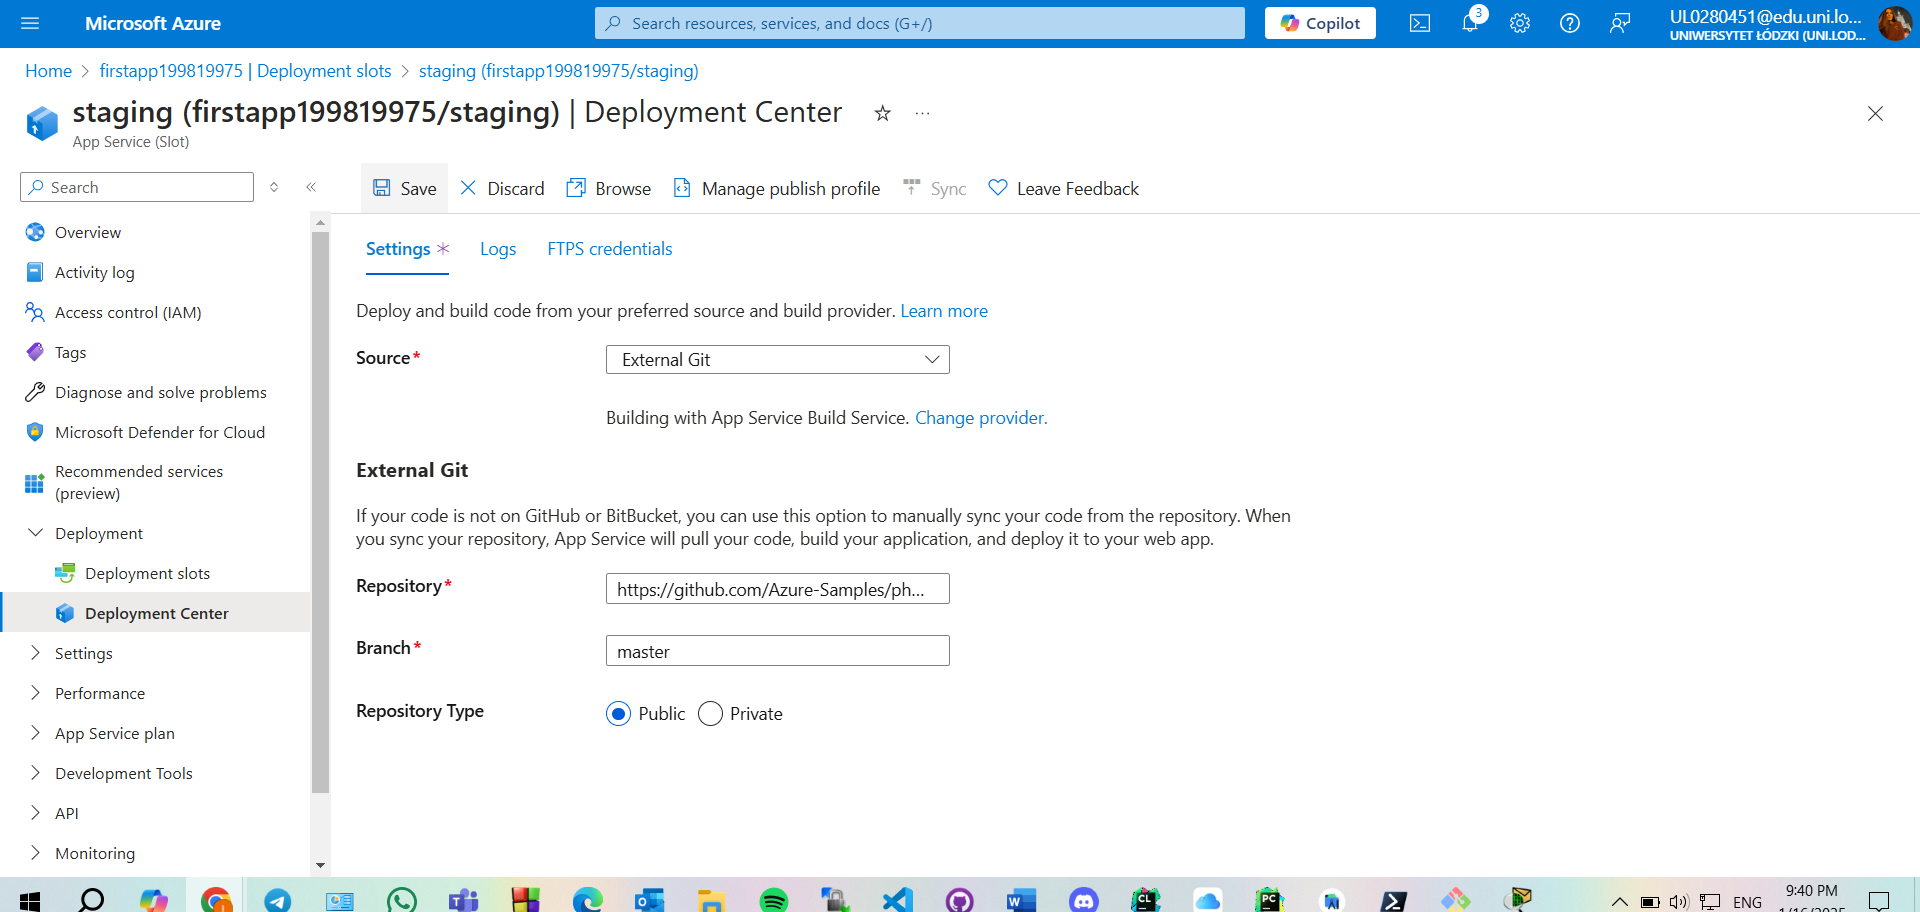 Microsoft Azure
Search resources, services, and docs (G+/)
Copilot
3
UL0280451@edu.uni.lo...
UNIWERSYTET ŁÓDZKI (UNI.LOD...
Home > firstapp199819975 | Deployment slots > staging (firstapp199819975/staging)
staging (firstapp199819975/staging) | Deployment Center
App Service (Slot)
Search
Save
Discard
Browse
Manage publish profile
Sync
Leave Feedback
Overview
Activity log
Access control (IAM)
Tags
Diagnose and solve problems
Microsoft Defender for Cloud
Recommended services
(preview)
Deployment
Deployment slots
Deployment Center
Settings
Performance
App Service plan
Development Tools
API
Monitoring
Settings *
Logs
FTPS credentials
Deploy and build code from your preferred source and build provider. Learn more
Source*
External Git
Building with App Service Build Service. Change provider.
External Git
If your code is not on GitHub or BitBucket, you can use this option to manually sync your code from the repository. When
you sync your repository, App Service will pull your code, build your application, and deploy it to your web app.
Repository*
https://github.com/Azure-Samples/ph...
Branch*
master
Repository Type
Public
Private
ENG
9:40 PM
1/16/2025